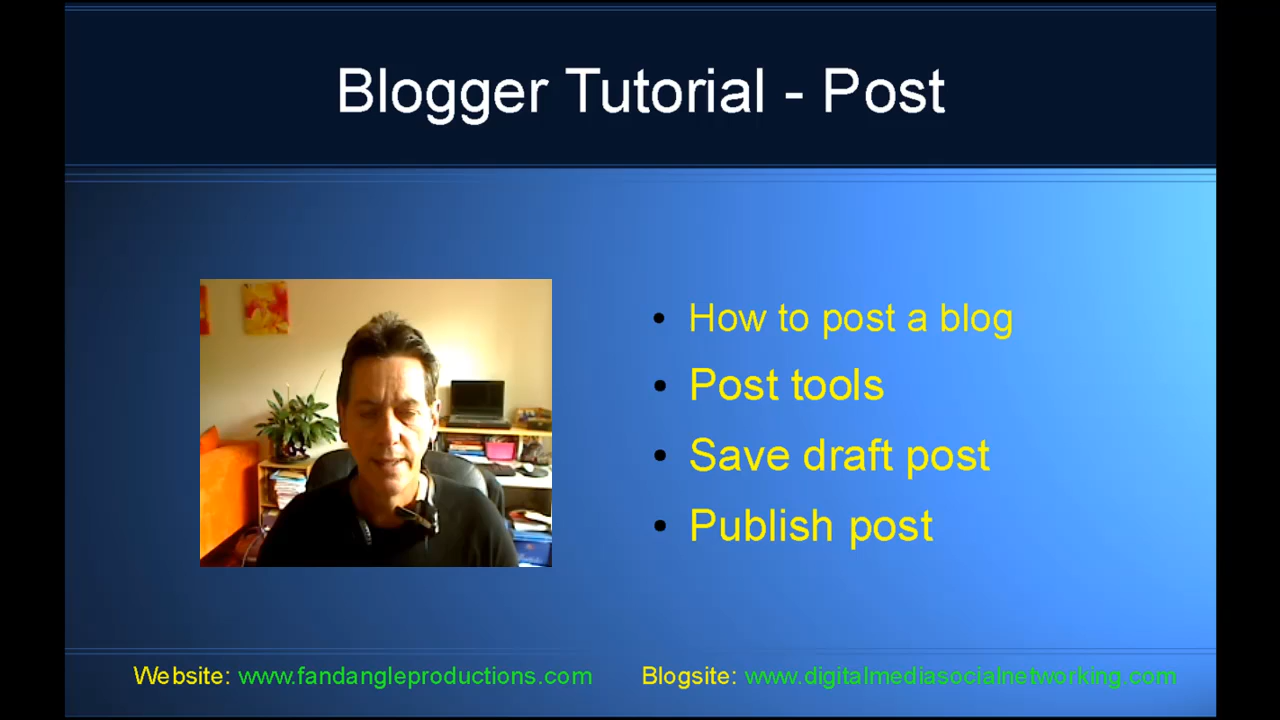 Blogger Tutorial - Post
• How to post a blog
• Post tools
• Save draft post
• Publish post
Website: www.fandangleproductions.com Blogsite: www.digitalmediasocialnetworking.com